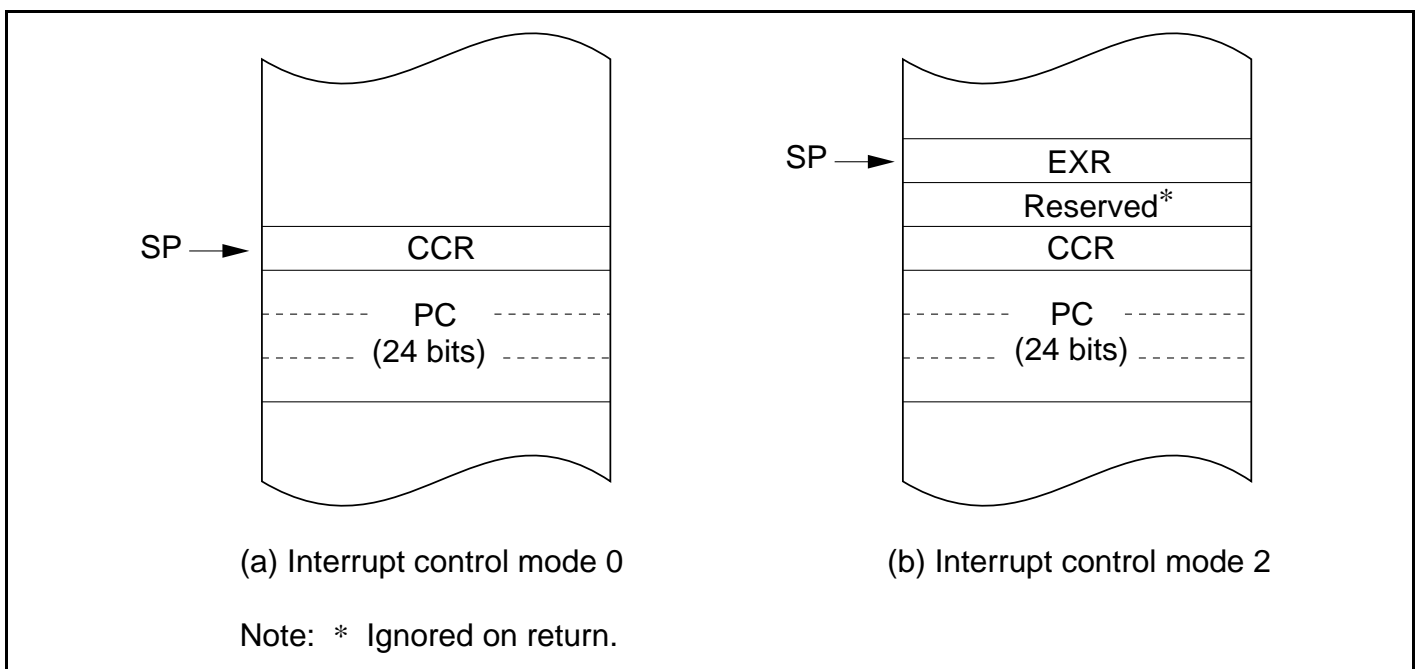 SP
CCR
PC
(24 bits)
(a) Interrupt control mode 0
SP
EXR
Reserved*
CCR
PC
(24 bits)
(b) Interrupt control mode 2
Note: * Ignored on return.